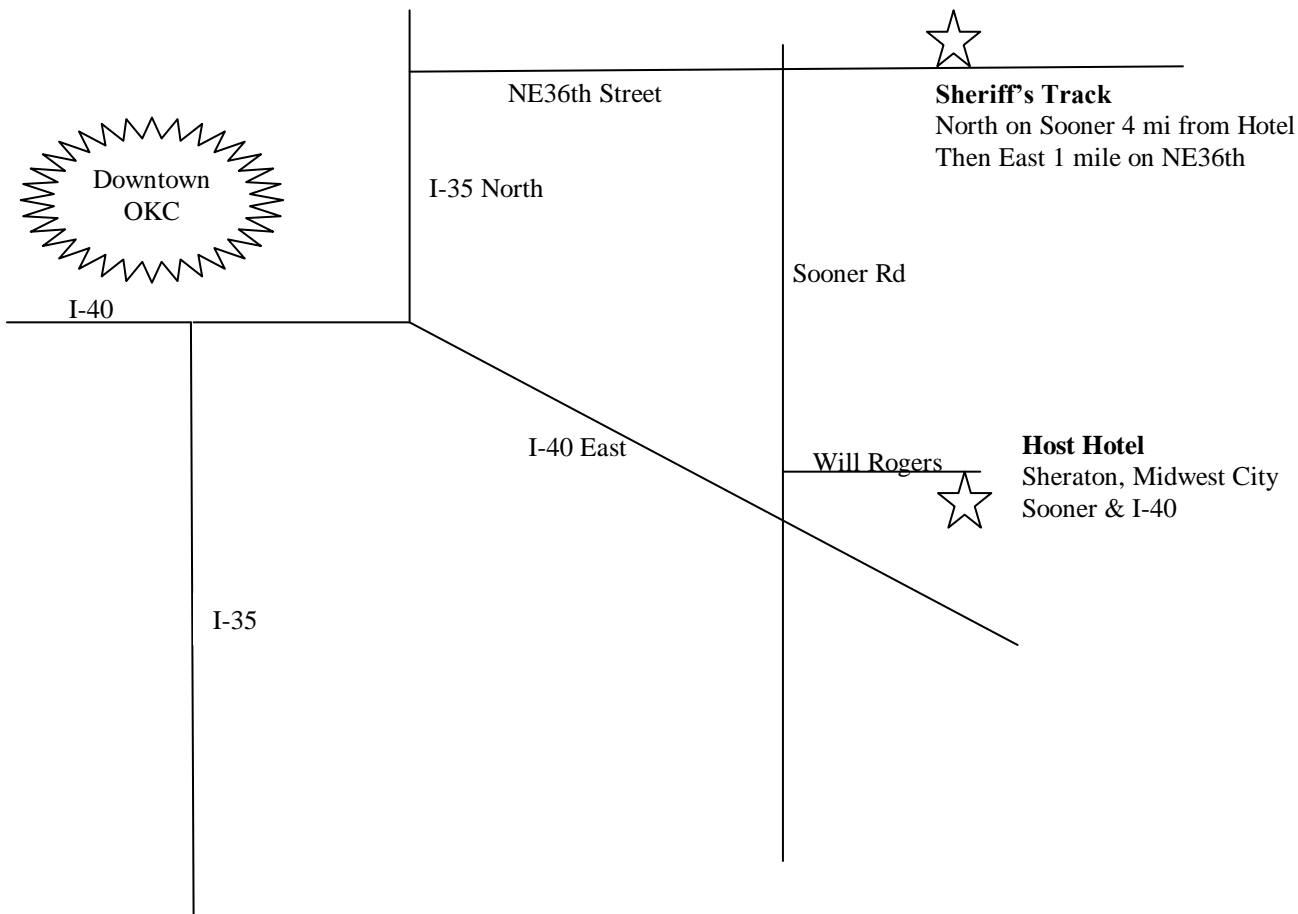 NE36th Street
Sheriff's Track
North on Sooner 4 mi from Hotel
Then East 1 mile on NE36th
Downtown
OKC
I-35 North
Sooner Rd
I-40
I-40 East
Will Rogers
Host Hotel
Sheraton, Midwest City
Sooner & I-40
I-35